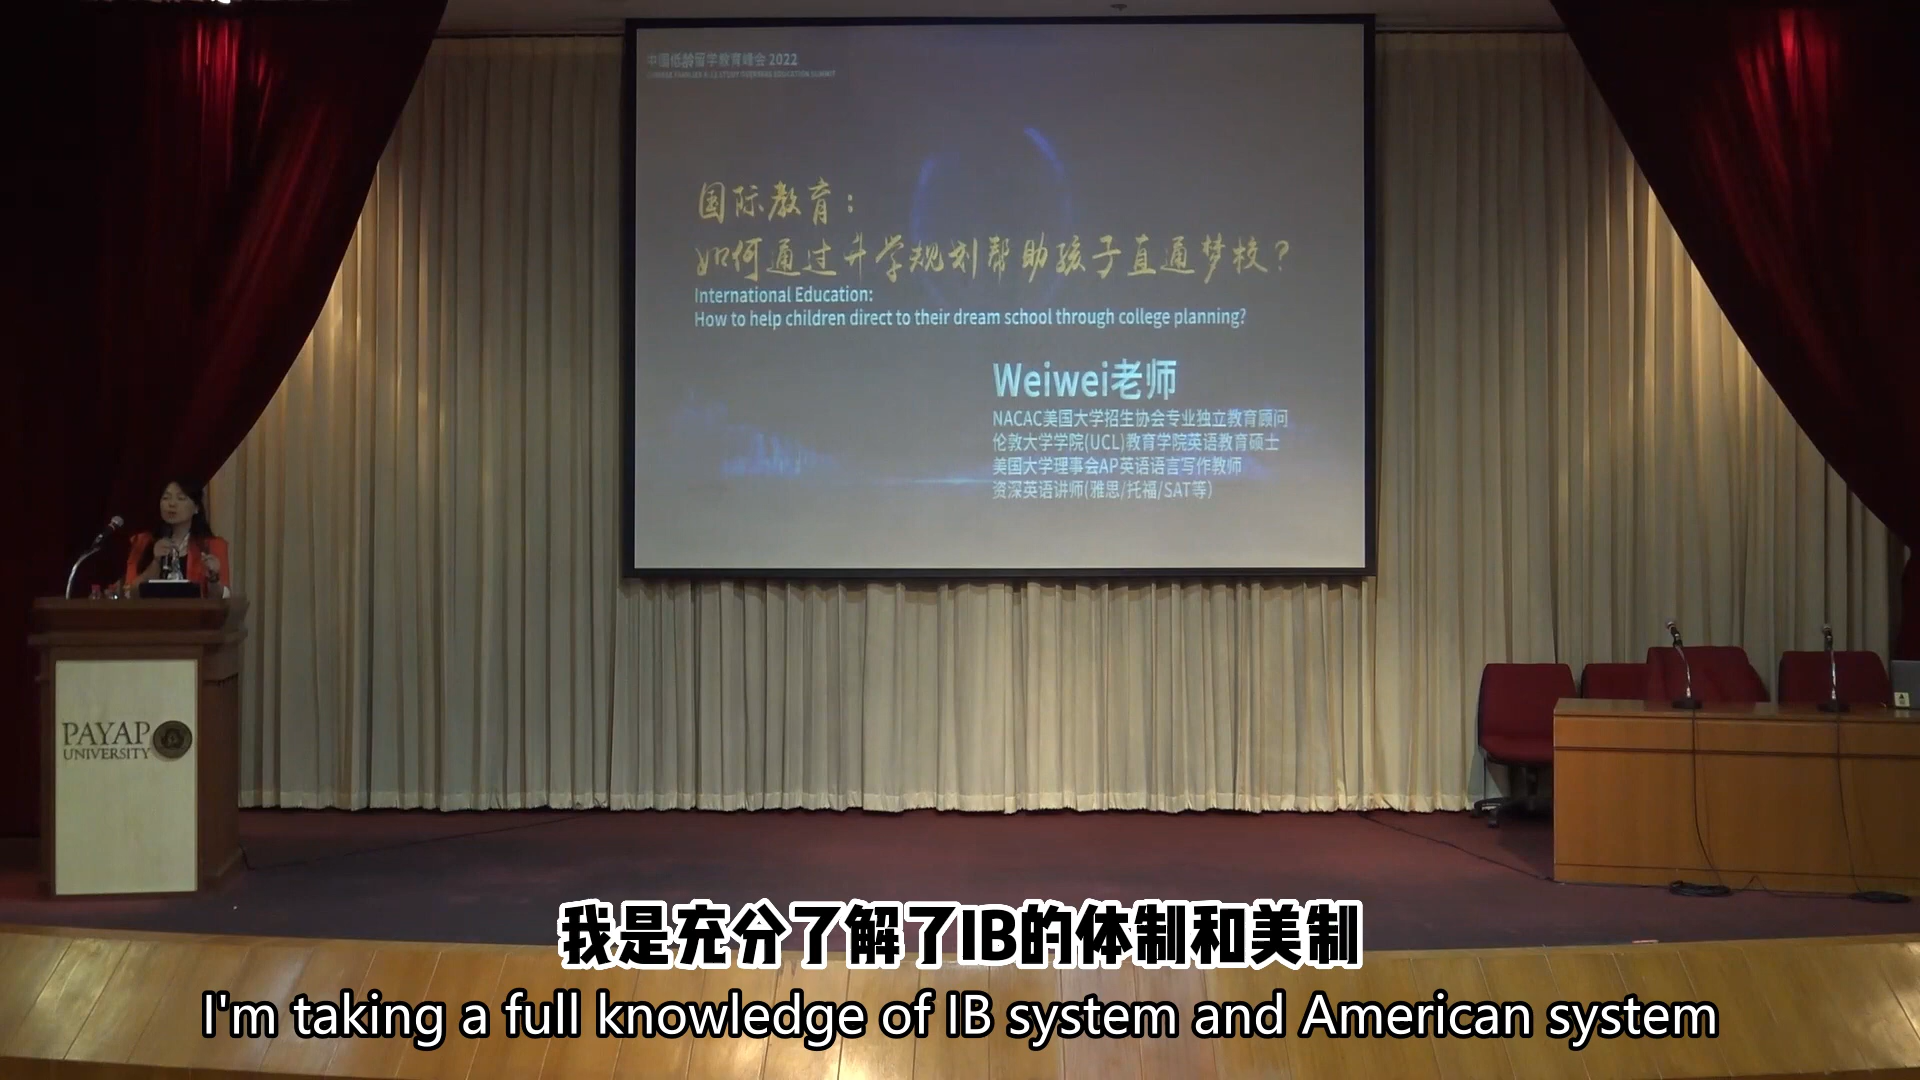 中国低龄留学教育峰会 2022
CHINESE FAMILIES K-12 STUDY OVERSEAS EDUCATION SUMMIT
国际教育：
如何通过升学规划帮助孩子直通梦校？
International Education:
How to help children direct to their dream school through college planning?
Weiwei老师
NACAC美国大学招生协会专业独立教育顾问
伦敦大学学院(UCL)教育学院英语教育硕士
美国大学理事会AP英语语言写作教师
资深英语讲师(雅思/托福/SAT等)
PAYAP
UNIVERSITY
我是充分了解了IB的体制和美制
I'm taking a full knowledge of IB system and American system